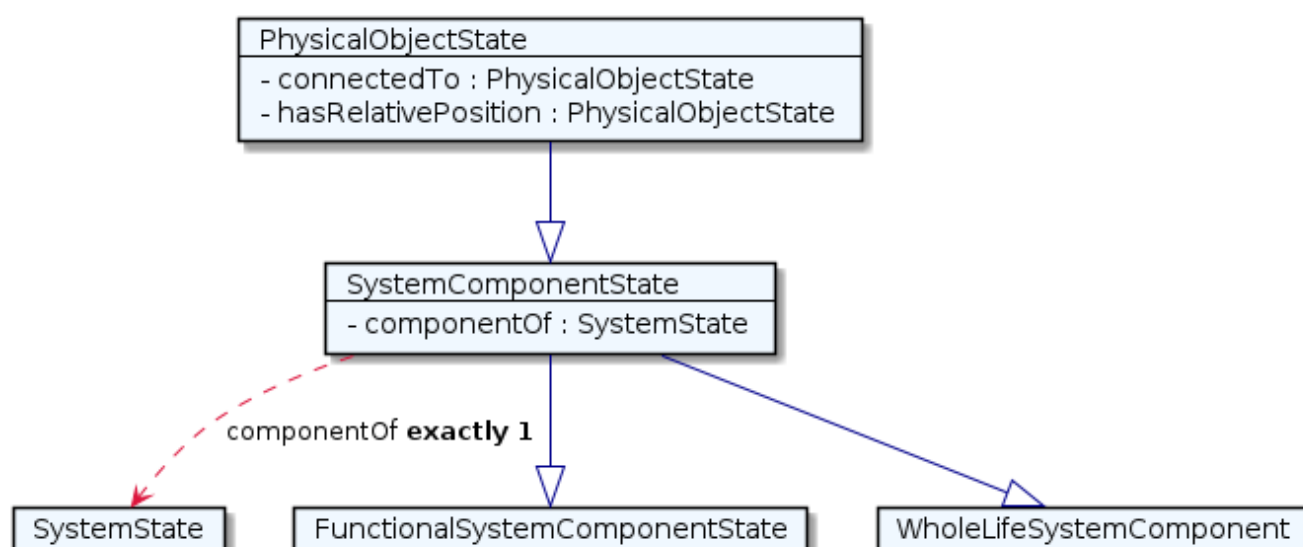 PhysicalObjectState
- connectedTo : PhysicalObjectState
- hasRelativePosition : PhysicalObjectState
SystemComponentState
- componentOf : SystemState
componentOf exactly 1
SystemState
FunctionalSystemComponentState
WholeLifeSystemComponent